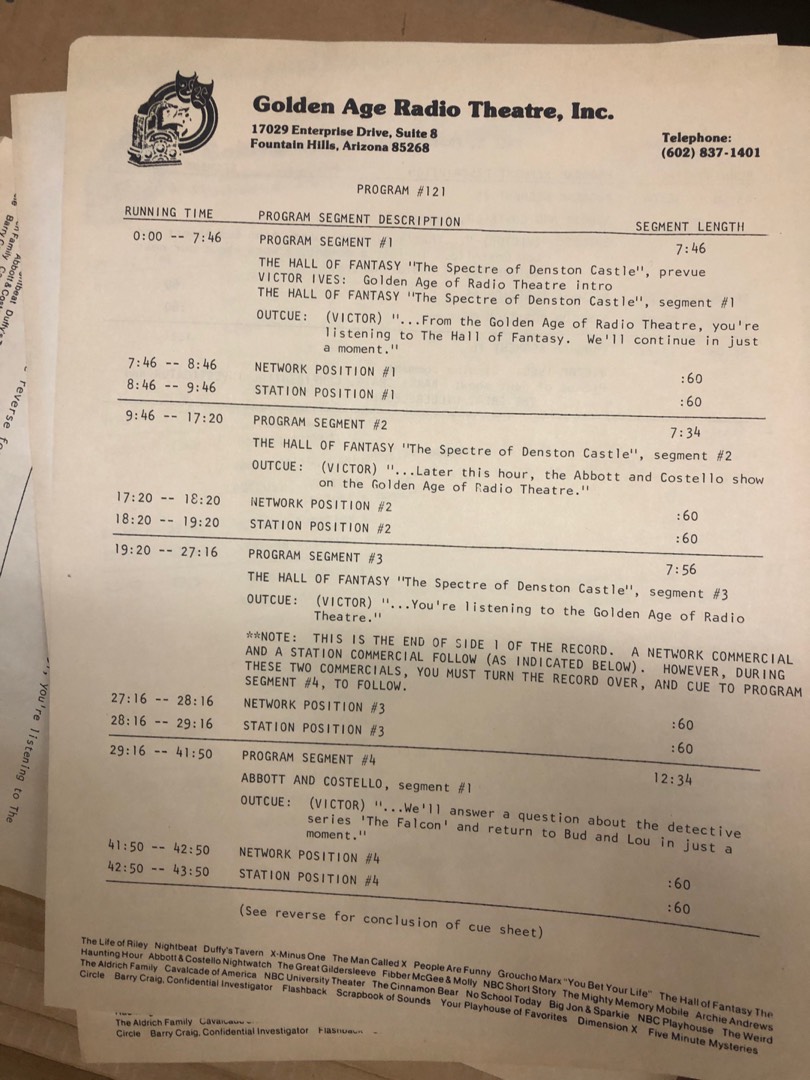 Golden Age Radio Theatre, Inc.
17029 Enterprise Drive, Suite 8
Fountain Hills, Arizona 85268
Telephone:
(602) 837-1401
PROGRAM #121
RUNNING TIME PROGRAM SEGMENT DESCRIPTION SEGMENT LENGTH
0:00 -- 7:46 PROGRAM SEGMENT #1 7:46
THE HALL OF FANTASY "The Spectre of Denston Castle", prevue
VICTOR IVES: Golden Age of Radio Theatre intro
THE HALL OF FANTASY "The Spectre of Denston Castle", segment #1
OUTCUE: (VICTOR) "...From the Golden Age of Radio Theatre, you're
listening to The Hall of Fantasy. We'll continue in just
a moment."
7:46 -- 8:46 NETWORK POSITION #1 :60
8:46 -- 9:46 STATION POSITION #1 :60
9:46 -- 17:20 PROGRAM SEGMENT #2 7:34
THE HALL OF FANTASY "The Spectre of Denston Castle", segment #2
OUTCUE: (VICTOR) "...Later this hour, the Abbott and Costello show
on the Golden Age of Radio Theatre."
17:20 -- 18:20 NETWORK POSITION #2 :60
18:20 -- 19:20 STATION POSITION #2 :60
19:20 -- 27:16 PROGRAM SEGMENT #3 7:56
THE HALL OF FANTASY "The Spectre of Denston Castle", segment #3
OUTCUE: (VICTOR) "...You're listening to the Golden Age of Radio
Theatre."
**NOTE: THIS IS THE END OF SIDE 1 OF THE RECORD. A NETWORK COMMERCIAL
AND A STATION COMMERCIAL FOLLOW (AS INDICATED BELOW). HOWEVER, DURING
THESE TWO COMMERCIALS, YOU MUST TURN THE RECORD OVER, AND CUE TO PROGRAM
SEGMENT #4, TO FOLLOW.
27:16 -- 28:16 NETWORK POSITION #3 :60
28:16 -- 29:16 STATION POSITION #3 :60
29:16 -- 41:50 PROGRAM SEGMENT #4 12:34
ABBOTT AND COSTELLO, segment #1
OUTCUE: (VICTOR) "...We'll answer a question about the detective
series 'The Falcon' and return to Bud and Lou in just a
moment."
41:50 -- 42:50 NETWORK POSITION #4 :60
42:50 -- 43:50 STATION POSITION #4 :60
(See reverse for conclusion of cue sheet)
The Life of Riley Nightbeat Duffy's Tavern X-Minus One The Man Called X People Are Funny Groucho Marx "You Bet Your Life" The Hall of Fantasy The
Haunting Hour Abbott & Costello Nightwatch The Great Gildersleeve Fibber McGee & Molly NBC Short Story The Mighty Memory Mobile Archie Andrews
The Aldrich Family Cavalcade of America NBC University Theater The Cinnamon Bear No School Today Big Jon & Sparkie NBC Playhouse The Weird
Circle Barry Craig, Confidential Investigator Flashback Scrapbook of Sounds Your Playhouse of Favorites Dimension X Five Minute Mysteries
The Aldrich Family
Circle Barry Craig, Confidential Investigator
reverse
you're listening to The